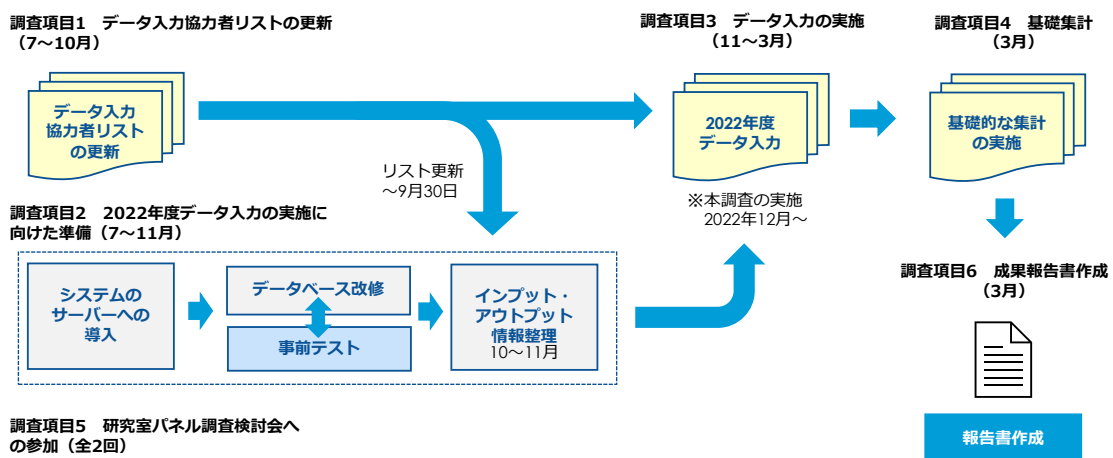 調査項目1　データ入力協力者リストの更新
（7～10月）
データ入力
協力者リスト
の更新
リスト更新
～9月30日
調査項目2　2022年度データ入力の実施に
向けた準備（7～11月）
システムの
サーバーへの
導入
データベース改修
事前テスト
インプット・
アウトプット
情報整理
10～11月
調査項目3　データ入力の実施
（11～3月）
2022年度
データ入力
※本調査の実施
2022年12月～
調査項目4　基礎集計
（3月）
基礎的な集計
の実施
調査項目5　研究室パネル調査検討会へ
の参加（全2回）
調査項目6　成果報告書作成
（3月）
報告書作成